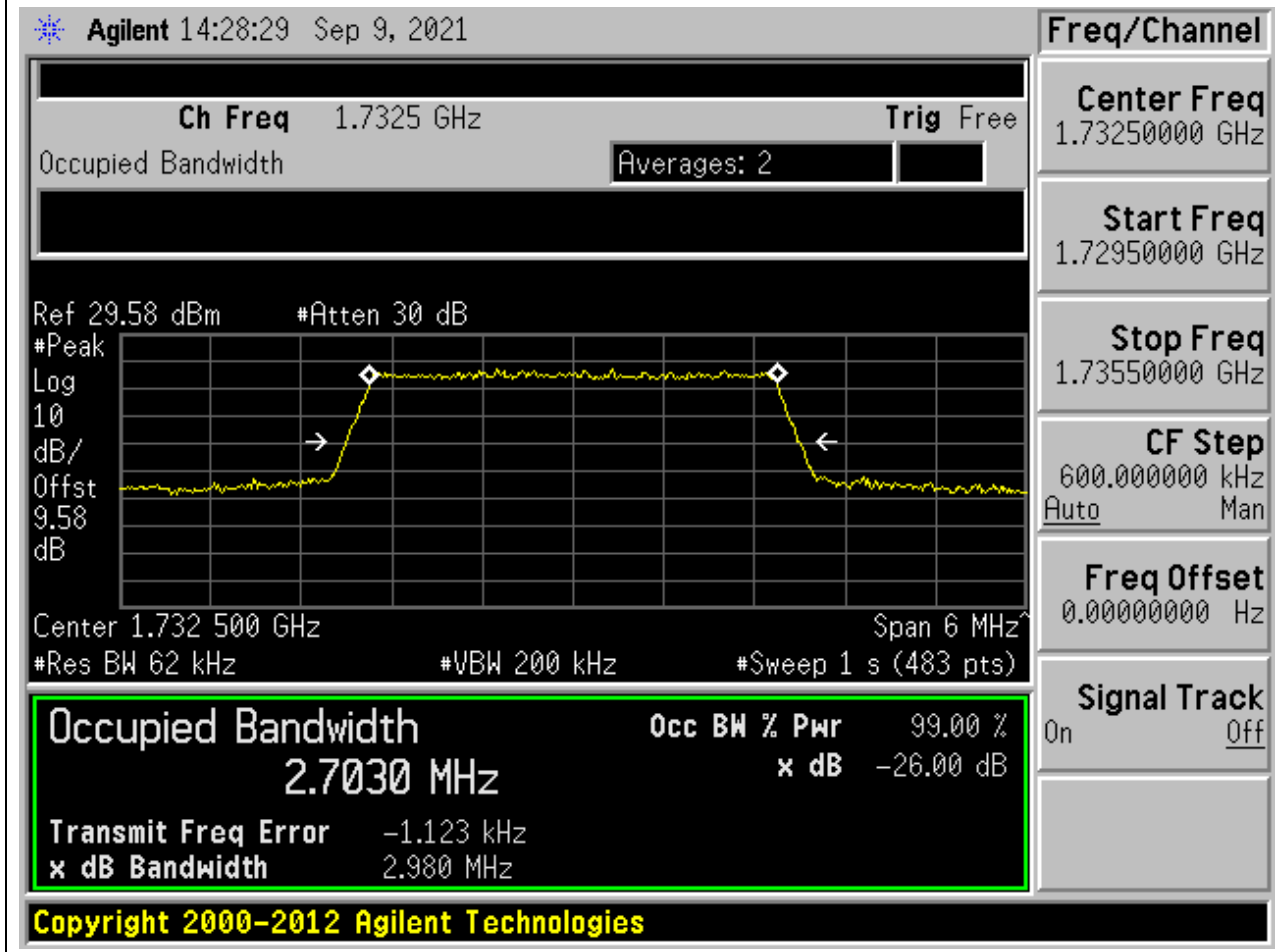 Agilent 14:28:29 Sep 9, 2021
Freq/Channel
Ch Freq 1.7325 GHz Trig Free
Occupied Bandwidth Averages: 2
Ref 29.58 dBm #Atten 30 dB
#Peak
Log
10
dB/
Offst
9.58
dB
Center 1.732 500 GHz Span 6 MHz^
#Res BW 62 kHz #VBW 200 kHz #Sweep 1 s (483 pts)
Occupied Bandwidth Occ BW % Pwr 99.00 %
2.7030 MHz x dB -26.00 dB
Transmit Freq Error -1.123 kHz
x dB Bandwidth 2.980 MHz
Center Freq
1.73250000 GHz
Start Freq
1.72950000 GHz
Stop Freq
1.73550000 GHz
CF Step
600.000000 kHz
Auto Man
Freq Offset
0.00000000 Hz
Signal Track
On Off
Copyright 2000-2012 Agilent Technologies